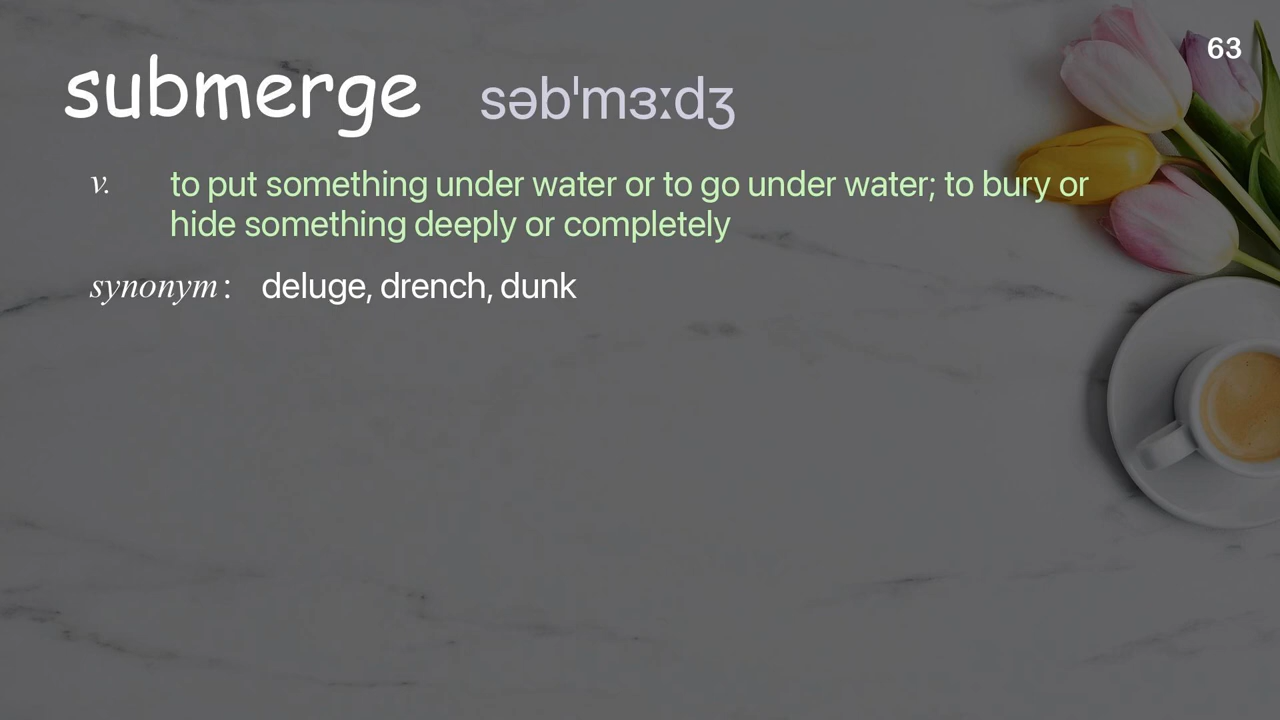 63
submerge səbˈmɜːdʒ
v. to put something under water or to go under water; to bury or
hide something deeply or completely
synonym : deluge, drench, dunk